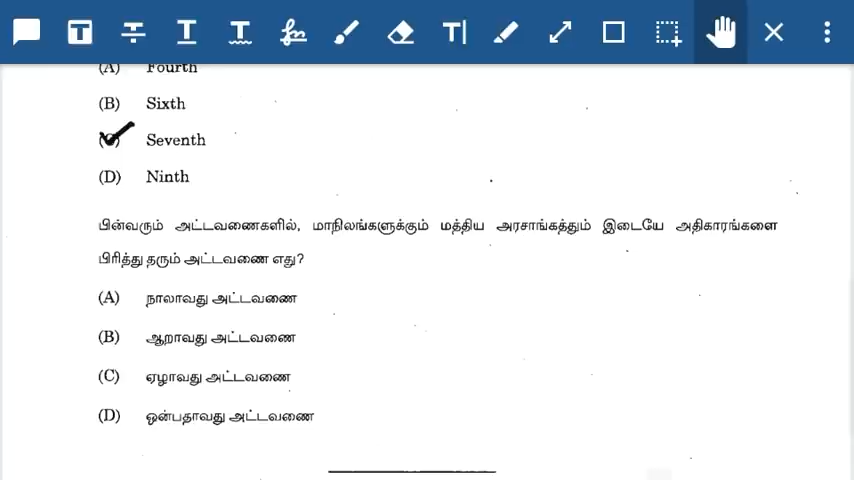 (A) Fourth
(B) Sixth
(C) Seventh
(D) Ninth
பின்வரும் அட்டவணைகளில், மாநிலங்களுக்கும் மத்திய அரசாங்கத்தும் இடையே அதிகாரங்களை
பிரித்து தரும் அட்டவணை எது?
(A) நாலாவது அட்டவணை
(B) ஆறாவது அட்டவணை
(C) ஏழாவது அட்டவணை
(D) ஒன்பதாவது அட்டவணை